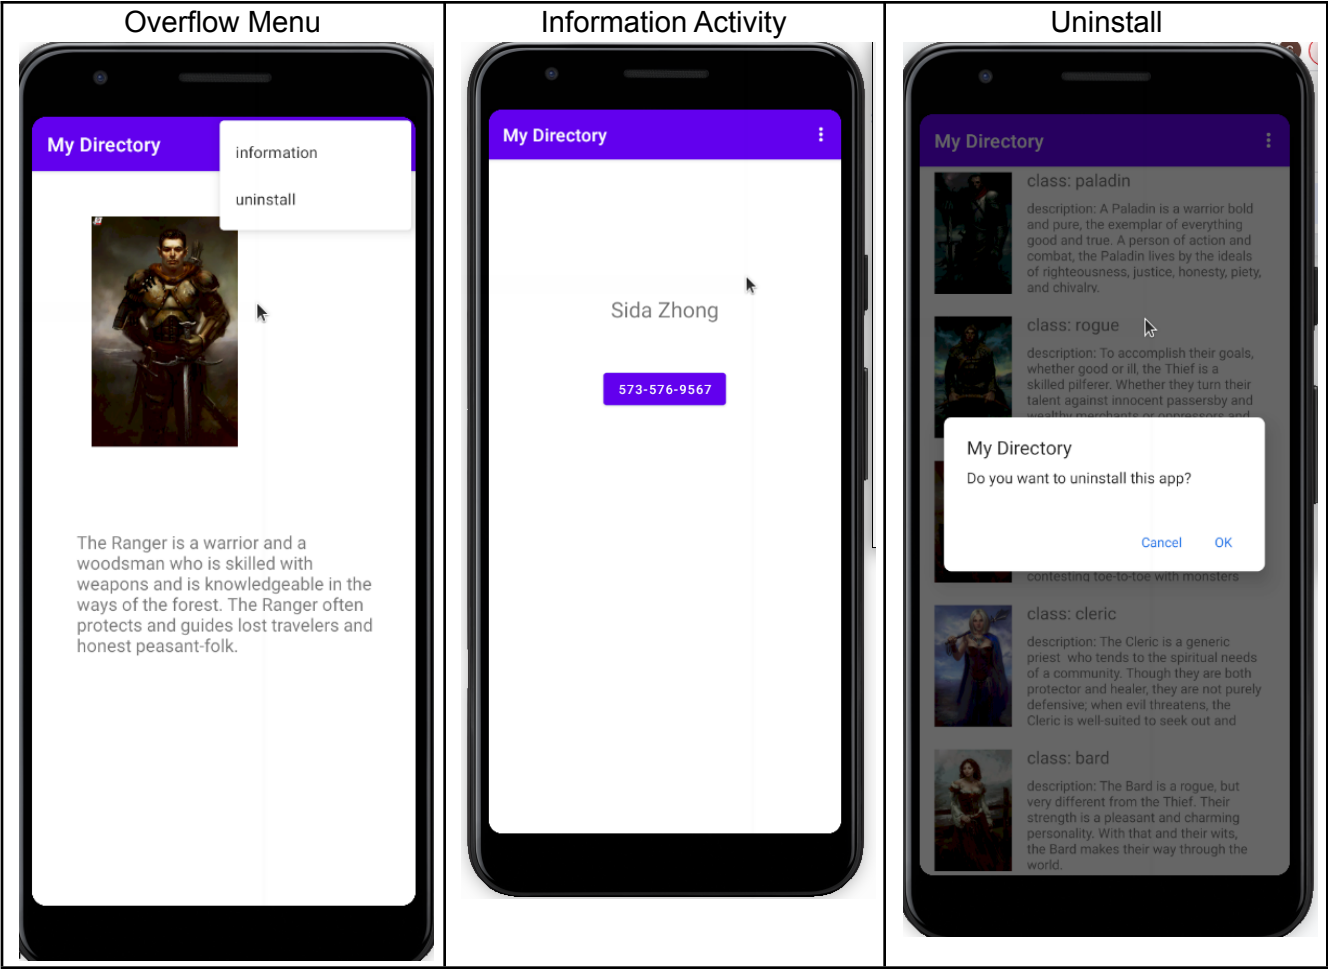 Overflow Menu
My Directory
information
uninstall
The Ranger is a warrior and a
woodsman who is skilled with
weapons and is knowledgeable in the
ways of the forest. The Ranger often
protects and guides lost travelers and
honest peasant-folk.
Information Activity
My Directory
Sida Zhong
573-576-9567
Uninstall
My Directory
class: paladin
description: A Paladin is a warrior bold
and pure, the exemplar of everything
good and true. A person of action and
combat, the Paladin lives by the ideals
of righteousness, justice, honesty, piety,
and chivalry.
class: rogue
description: To accomplish their goals,
whether good or ill, the Thief is a
skilled pilferer. Whether they turn their
talent against innocent passersby and
wealthy merchants or oppressors and
My Directory
Do you want to uninstall this app?
Cancel OK
contesting toe-to-toe with monsters
class: cleric
description: The Cleric is a generic
priest  who tends to the spiritual needs
of a community. Though they are both
protector and healer, they are not purely
defensive; when evil threatens, the
Cleric is well-suited to seek out and
class: bard
description: The Bard is a rogue, but
very different from the Thief. Their
strength is a pleasant and charming
personality. With that and their wits,
the Bard makes their way through the
world.